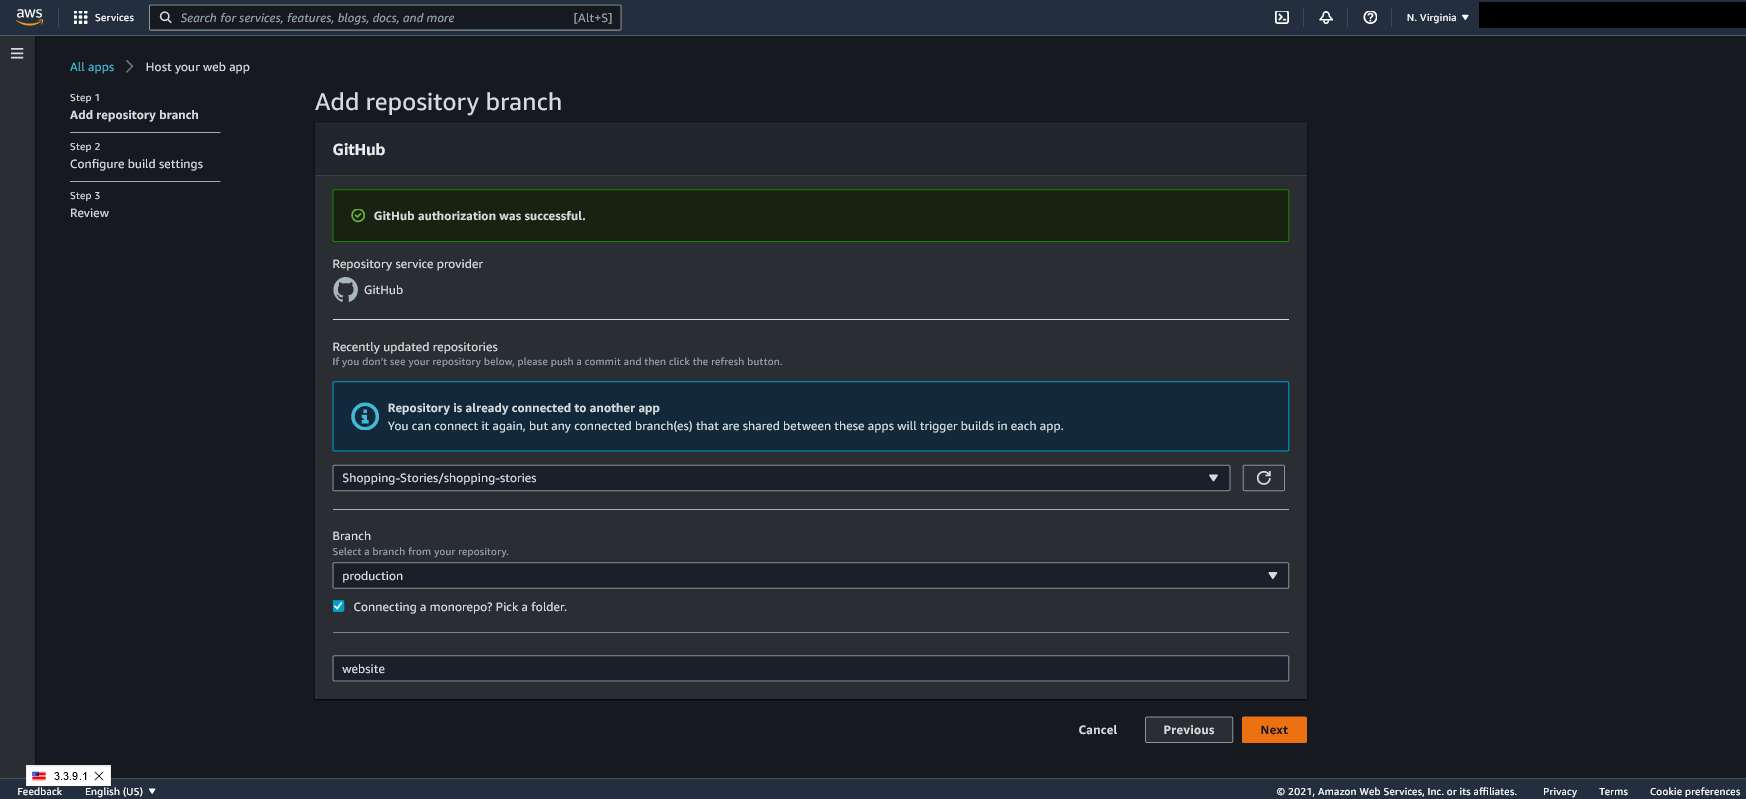 aws
Services
Search for services, features, blogs, docs, and more
[Alt+S]
N. Virginia
All apps
Host your web app
Step 1
Add repository branch
Step 2
Configure build settings
Step 3
Review
Add repository branch
GitHub
GitHub authorization was successful.
Repository service provider
GitHub
Recently updated repositories
If you don't see your repository below, please push a commit and then click the refresh button.
Repository is already connected to another app
You can connect it again, but any connected branch(es) that are shared between these apps will trigger builds in each app.
Shopping-Stories/shopping-stories
Branch
Select a branch from your repository.
production
Connecting a monorepo? Pick a folder.
website
Cancel
Previous
Next
3.3.9.1
Feedback
English (US)
© 2021, Amazon Web Services, Inc. or its affiliates.
Privacy
Terms
Cookie preferences